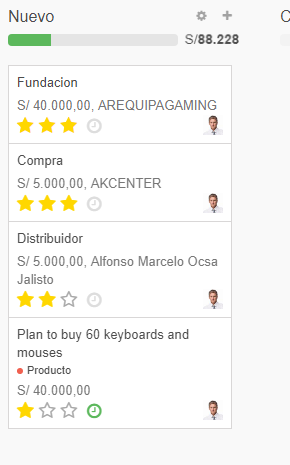 Nuevo
S/88.228
Fundacion
S/ 40.000,00, AREQUIPAGAMING
Compra
S/ 5.000,00, AKCENTER
Distribuidor
S/ 5.000,00, Alfonso Marcelo Ocsa
Jalisto
Plan to buy 60 keyboards and
mouses
Producto
S/ 40.000,00